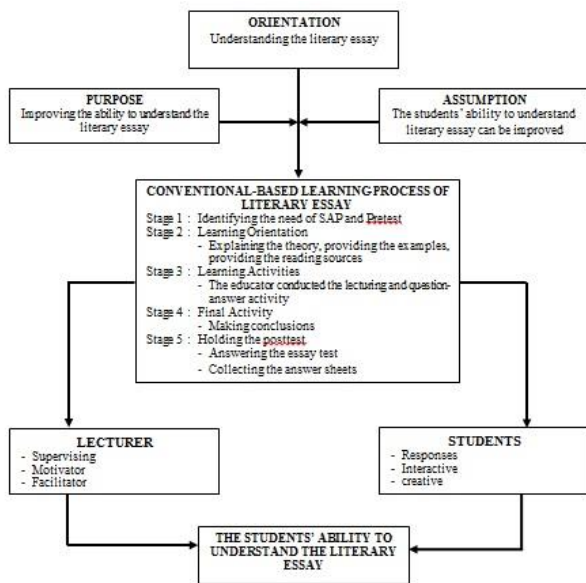 ORIENTATION
Understanding the literary essay
PURPOSE
Improving the ability to understand the
literary essay
ASSUMPTION
The students' ability to understand
literary essay can be improved
CONVENTIONAL-BASED LEARNING PROCESS OF
LITERARY ESSAY
Stage 1 : Identifying the need of SAP and Pretest
Stage 2 : Learning Orientation
- Explaining the theory, providing the examples,
providing the reading sources
Stage 3 : Learning Activities
- The educator conducted the lecturing and question-
answer activity
Stage 4 : Final Activity
- Making conclusions
Stage 5 : Holding the posttest
- Answering the essay test
- Collecting the answer sheets
LECTURER
- Supervising
- Motivator
- Facilitator
STUDENTS
- Responses
- Interactive
- creative
THE STUDENTS' ABILITY TO
UNDERSTAND THE LITERARY
ESSAY